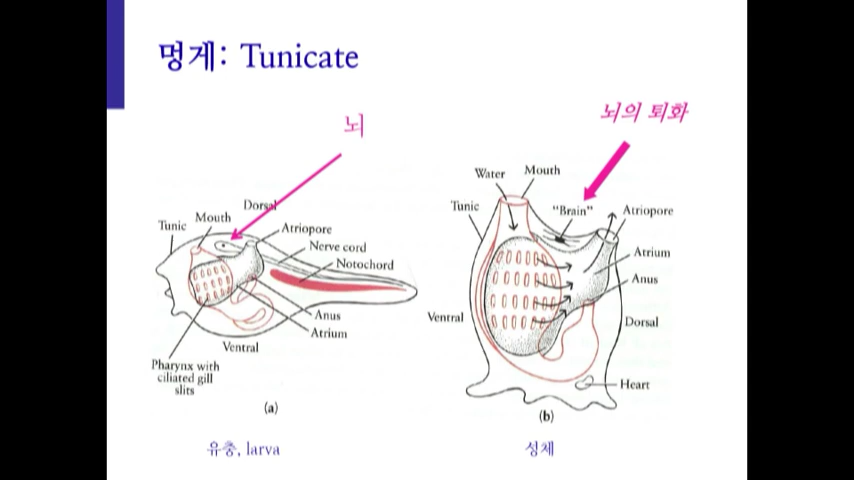 멍게: Tunicate
뇌
뇌의 퇴화
Dorsal
Tunic
Mouth
Atriopore
Nerve cord
Notochord
Anus
Atrium
Ventral
Pharynx with
ciliated gill
slits
(a)
유충, larva
Water
Mouth
Tunic
"Brain"
Atriopore
Atrium
Anus
Ventral
Dorsal
Heart
(b)
성체